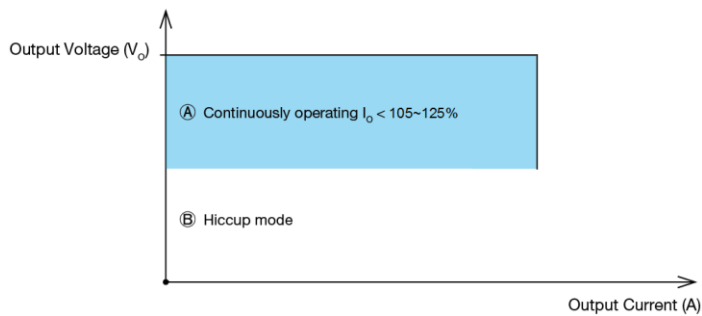 Output Voltage (Vo)
Ⓐ Continuously operating Io < 105~125%
Ⓑ Hiccup mode
Output Current (A)